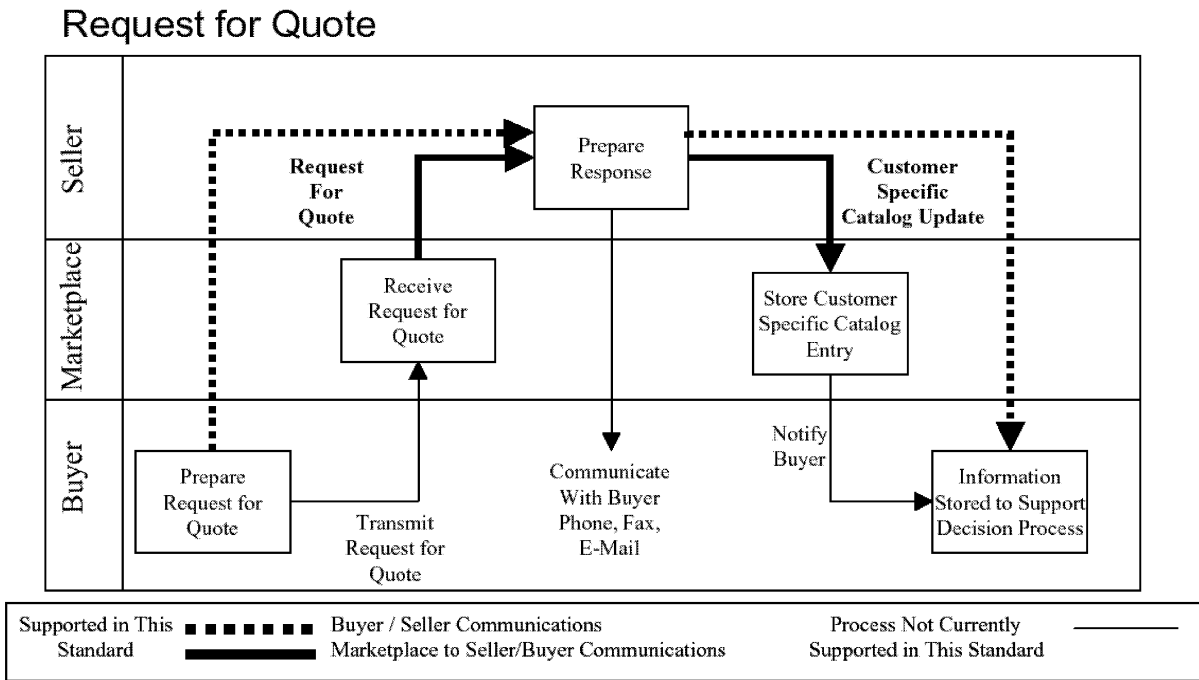 Request for Quote
Seller
Prepare
Response
Request
For
Quote
Customer
Specific
Catalog Update
Marketplace
Receive
Request for
Quote
Store Customer
Specific Catalog
Entry
Buyer
Prepare
Request for
Quote
Transmit
Request for
Quote
Communicate
With Buyer
Phone, Fax,
E-Mail
Notify
Buyer
Information
Stored to Support
Decision Process
Supported in This
Standard
Buyer / Seller Communications
Marketplace to Seller/Buyer Communications
Process Not Currently
Supported in This Standard